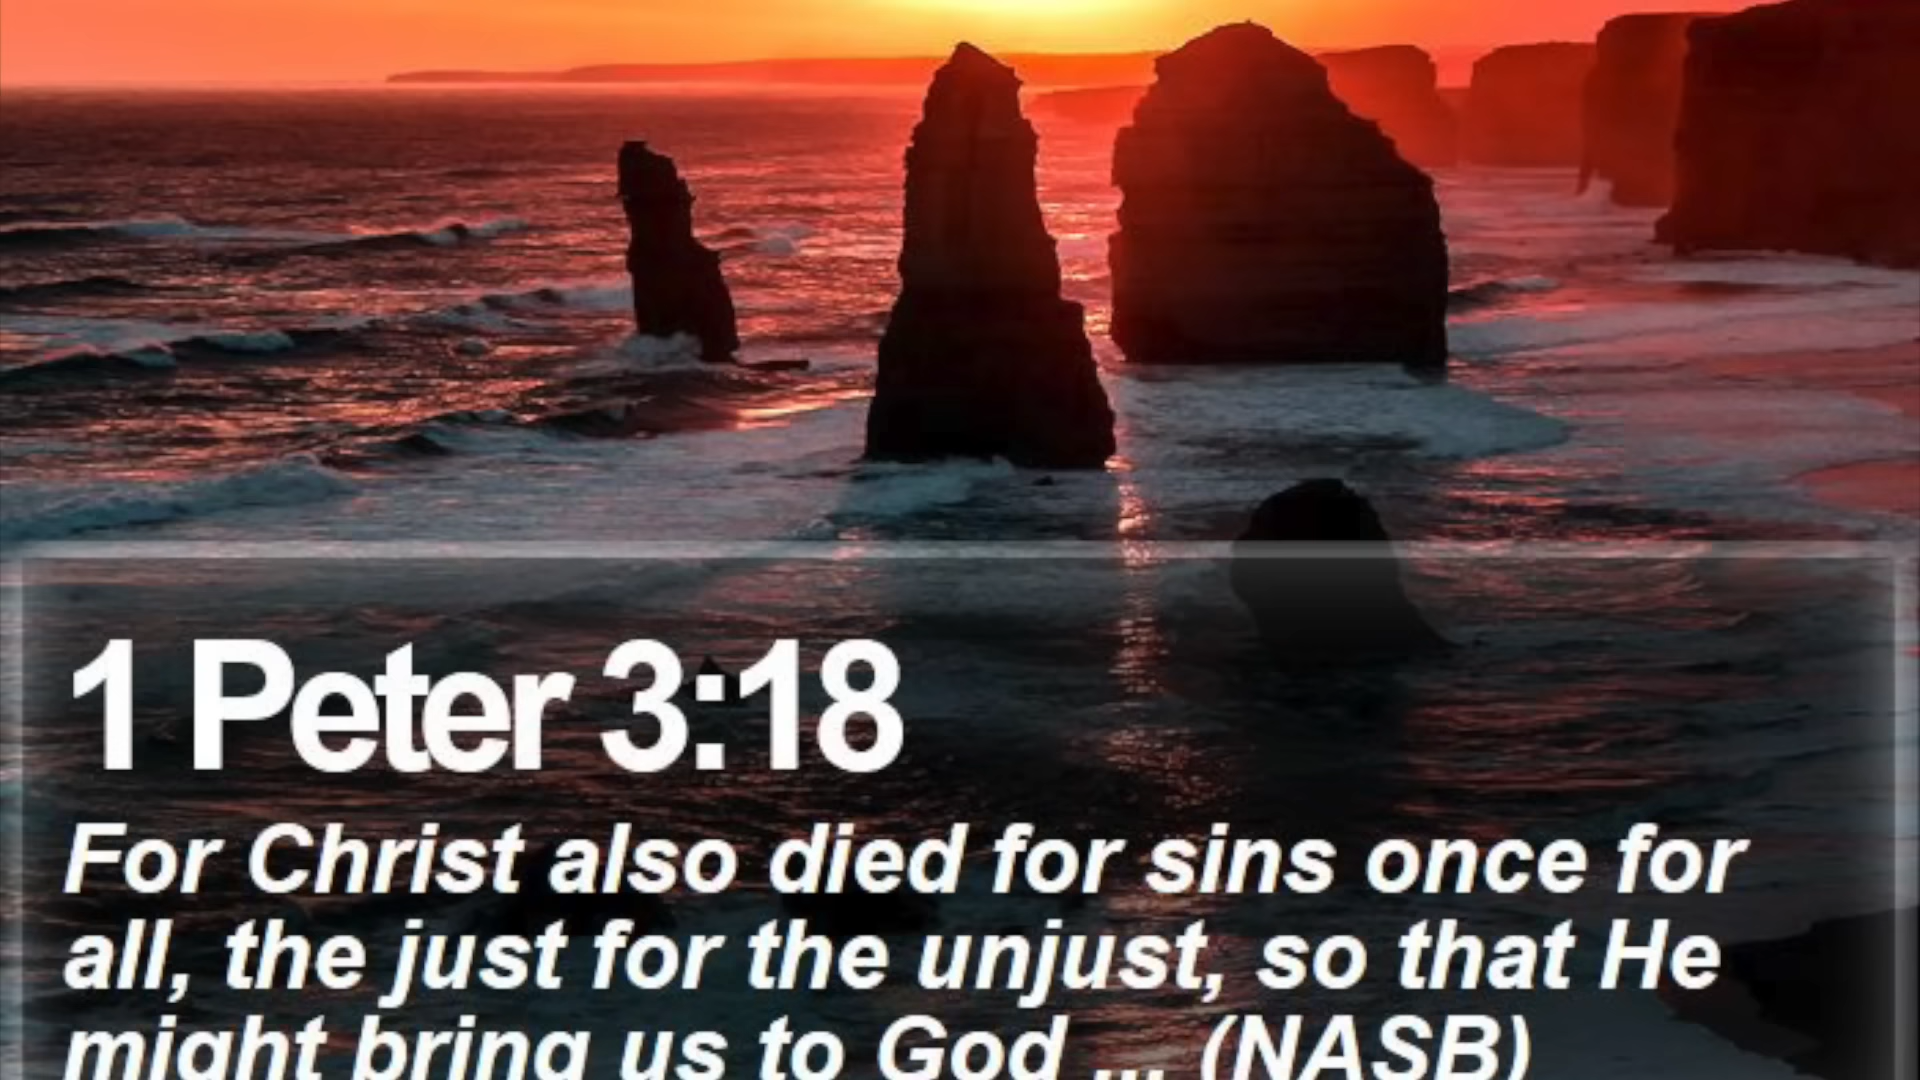 1 Peter 3:18
For Christ also died for sins once for
all, the just for the unjust, so that He
might bring us to God ... (NASB)